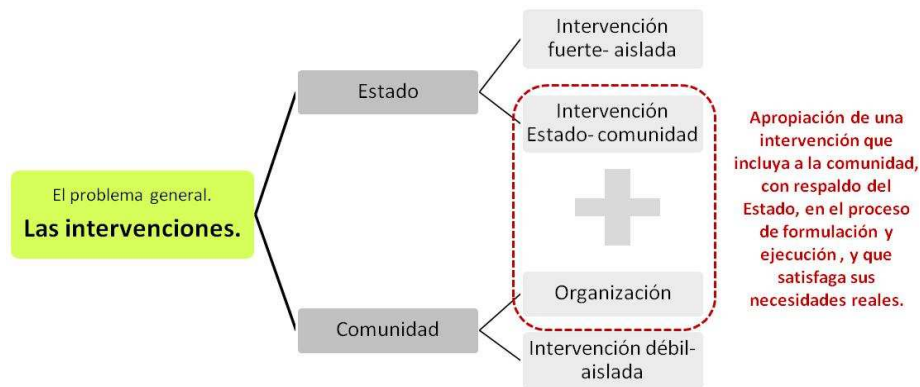 El problema general.
Las intervenciones.
Estado
Comunidad
Intervención
fuerte- aislada
Intervención
Estado- comunidad
Organización
Intervención débil-
aislada
Apropiación de una
intervención que
incluya a la comunidad,
con respaldo del
Estado, en el proceso
de formulación y
ejecución , y que
satisfaga sus
necesidades reales.